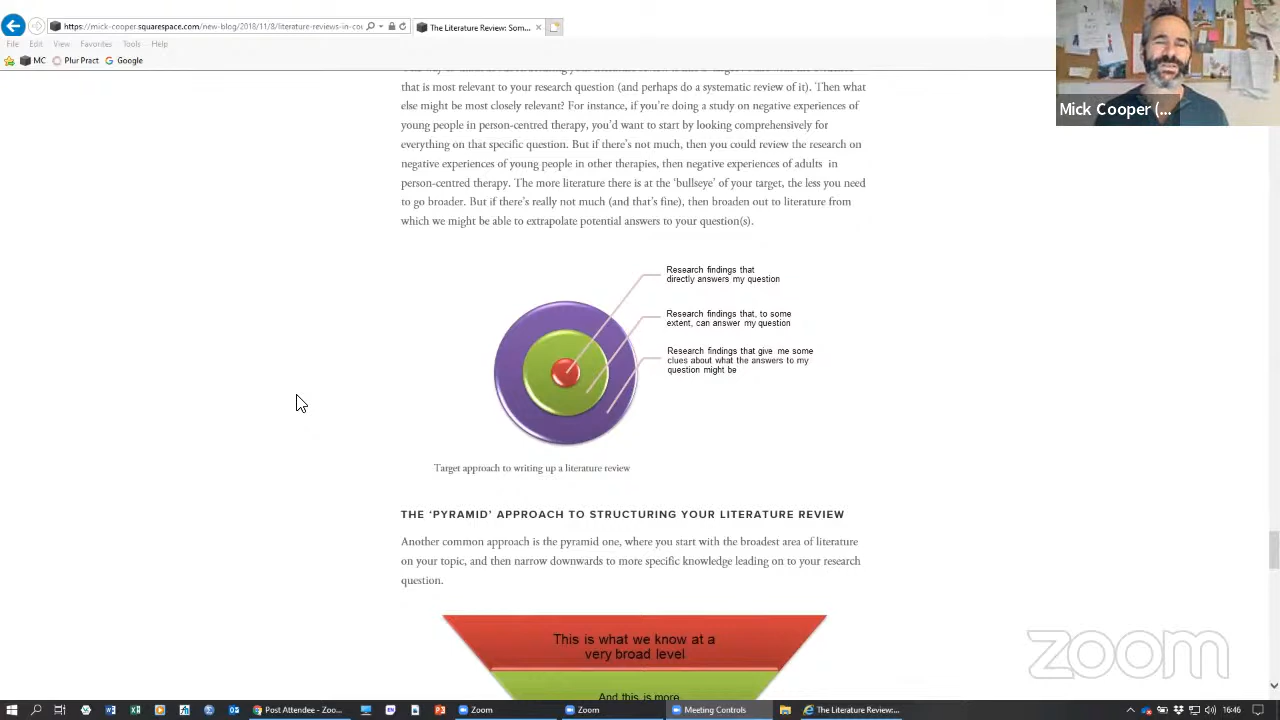 https://mick-cooper.squarespace.com/new-blog/2018/11/8/literature-reviews-in-cou
The Literature Review: Som...
File Edit View Favorites Tools Help
MC Plur Pract Google
Mick Cooper (...
that is most relevant to your research question (and perhaps do a systematic review of it). Then what
else might be most closely relevant? For instance, if you're doing a study on negative experiences of
young people in person-centred therapy, you'd want to start by looking comprehensively for
everything on that specific question. But if there's not much, then you could review the research on
negative experiences of young people in other therapies, then negative experiences of adults in
person-centred therapy. The more literature there is at the 'bullseye' of your target, the less you need
to go broader. But if there's really not much (and that's fine), then broaden out to literature from
which we might be able to extrapolate potential answers to your question(s).
Research findings that
directly answers my question
Research findings that, to some
extent, can answer my question
Research findings that give me some
clues about what the answers to my
question might be
Target approach to writing up a literature review
THE 'PYRAMID' APPROACH TO STRUCTURING YOUR LITERATURE REVIEW
Another common approach is the pyramid one, where you start with the broadest area of literature
on your topic, and then narrow downwards to more specific knowledge leading on to your research
question.
This is what we know at a
very broad level
And this is more
zoom
Post Attendee - Zoo... Zoom Zoom Meeting Controls The Literature Review:... 16:46